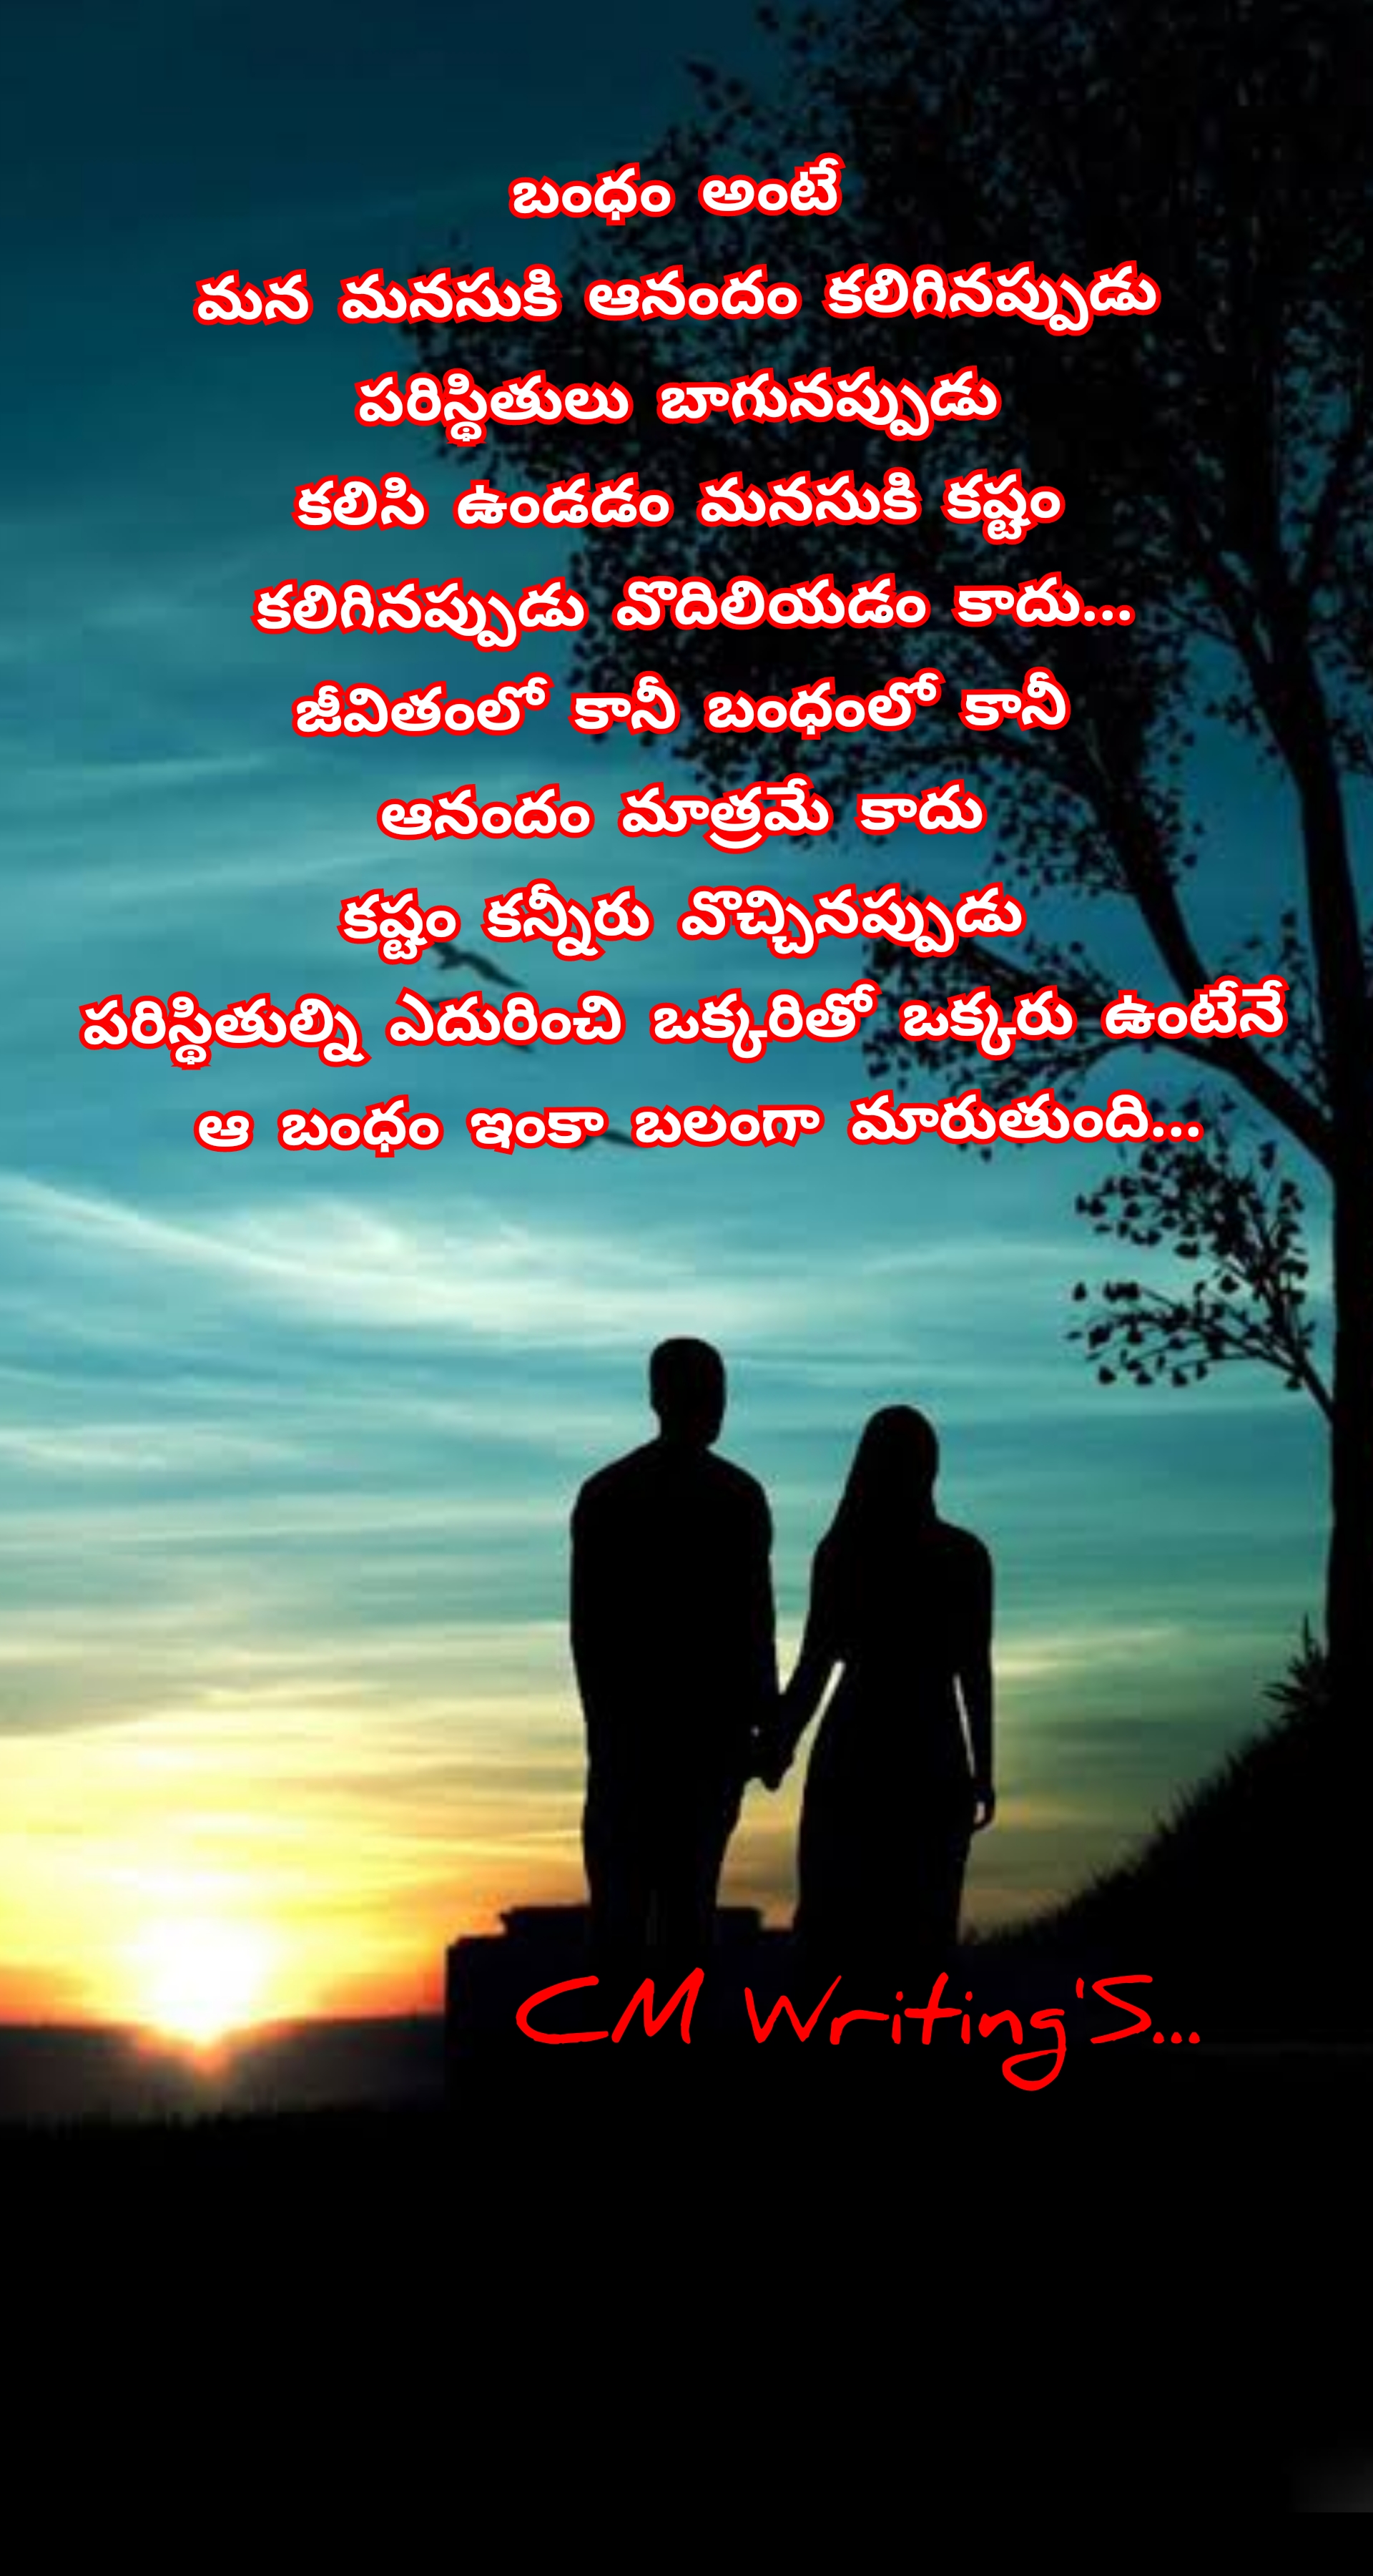 బంధం అంటే
మన మనసుకి ఆనందం కలిగినప్పుడు
పరిస్థితులు బాగునప్పుడు
కలిసి ఉండడం మనసుకి కష్టం
కలిగినప్పుడు వొదిలియడం కాదు...
జీవితంలో కానీ బంధంలో కానీ
ఆనందం మాత్రమే కాదు
కష్టం కన్నీరు వొచ్చినప్పుడు
పరిస్థితుల్ని ఎదురించి ఒక్కరితో ఒక్కరు ఉంటేనే
ఆ బంధం ఇంకా బలంగా మారుతుంది...
CM Writing'S...